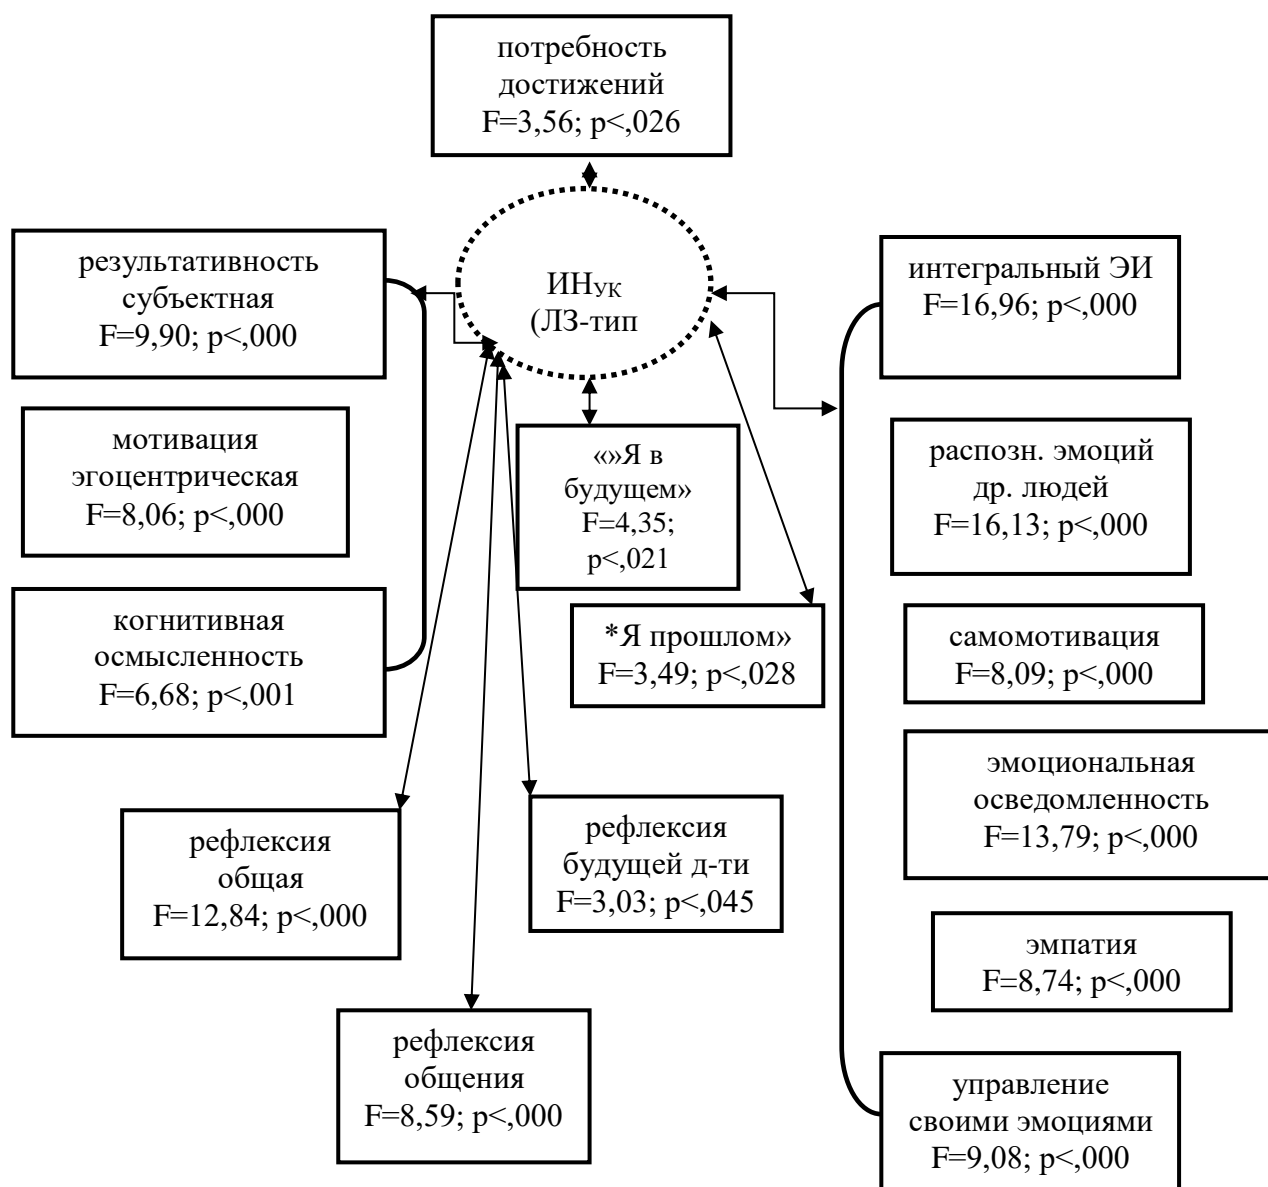 потребность
достижений
F=3,56; p<,026
результативность
субъектная
F=9,90; p<,000
ИНУК
(ЛЗ-тип
интегральный ЭИ
F=16,96; p<,000
мотивация
эгоцентрическая
F=8,06; p<,000
«»Я в
будущем»
F=4,35;
p<,021
распозн. эмоций
др. людей
F=16,13; p<,000
когнитивная
осмысленность
F=6,68; p<,001
*Я прошлом»
F=3,49; p<,028
самомотивация
F=8,09; p<,000
эмоциональная
осведомленность
F=13,79; p<,000
рефлексия
общая
F=12,84; p<,000
рефлексия
будущей д-ти
F=3,03; p<,045
эмпатия
F=8,74; p<,000
рефлексия
общения
F=8,59; p<,000
управление
своими эмоциями
F=9,08; p<,000